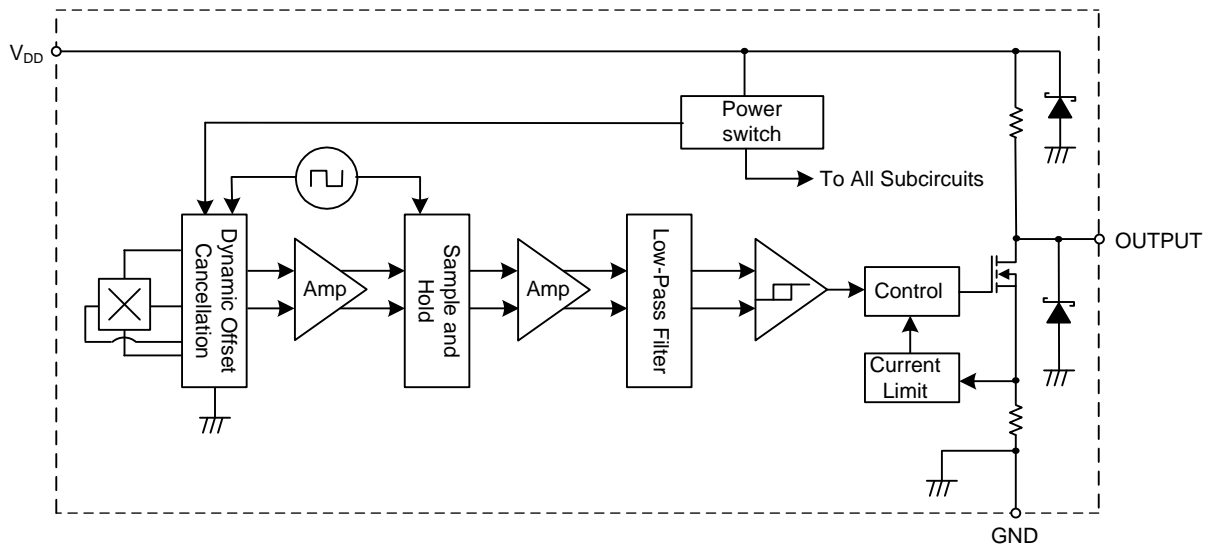 VDD
Power
switch
To All Subcircuits
Dynamic Offset
Cancellation
Amp
Sample and
Hold
Amp
Low-Pass Filter
Control
Current
Limit
OUTPUT
GND